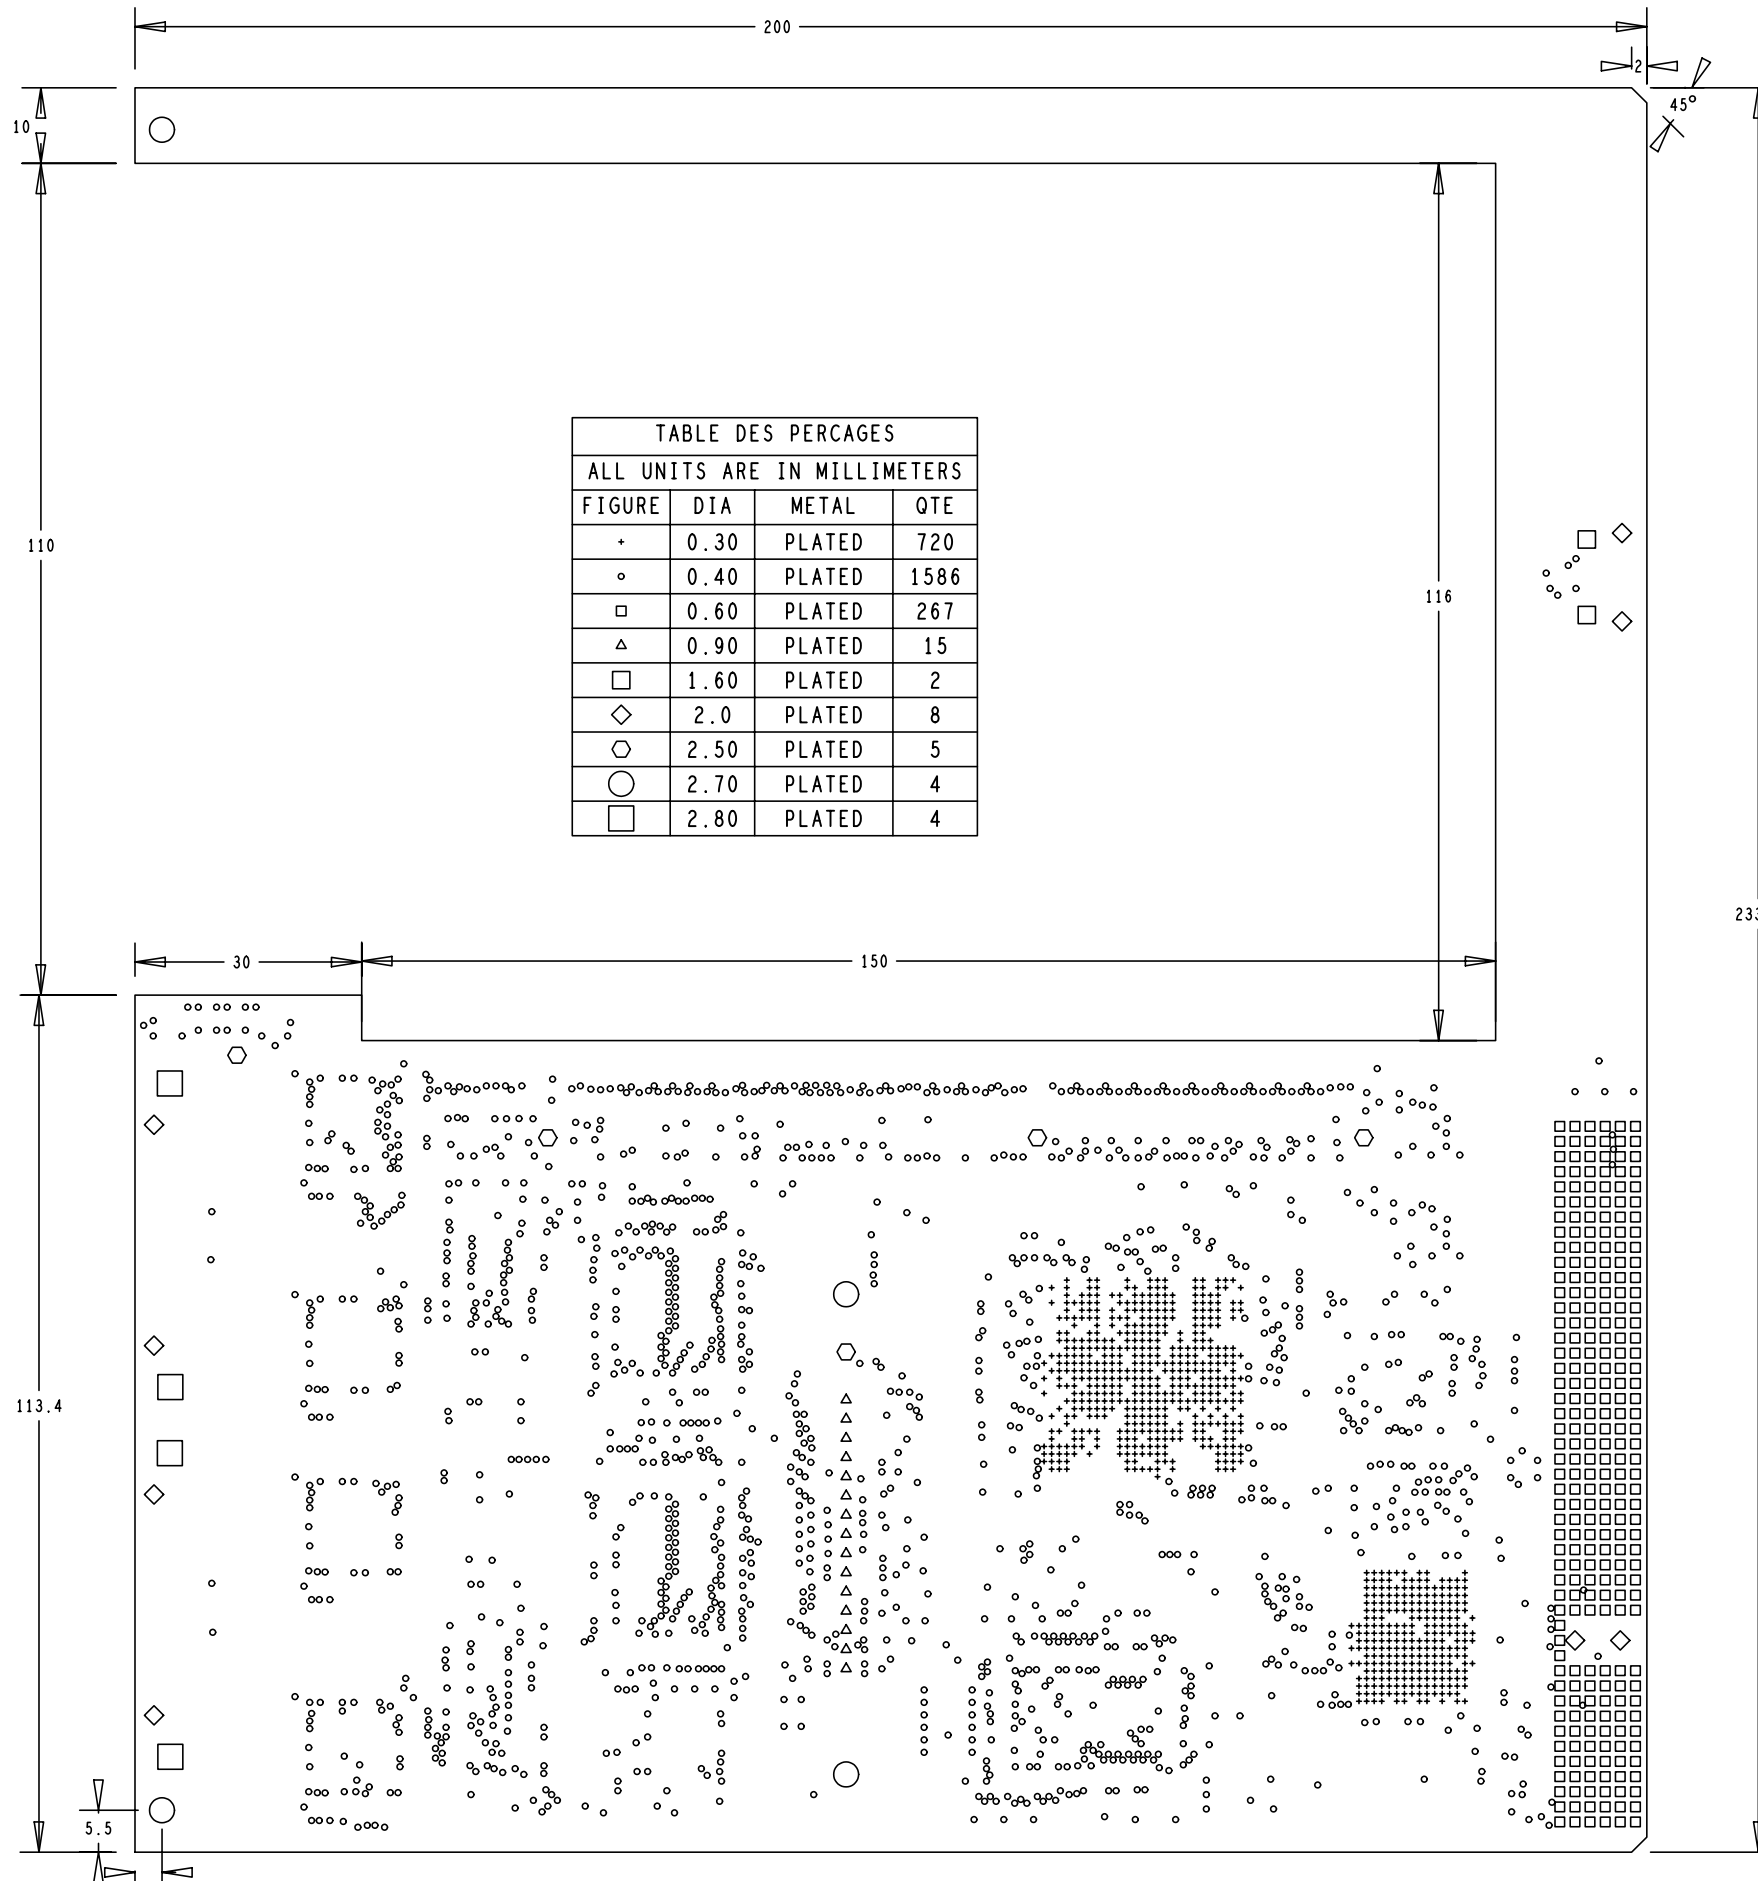 200
2
45°
10
TABLE DES PERCAGES
ALL UNITS ARE IN MILLIMETERS
FIGURE DIA METAL QTE
0.30 PLATED 720
0.40 PLATED 1586
0.60 PLATED 267
0.90 PLATED 15
1.60 PLATED 2
2.0 PLATED 8
2.50 PLATED 5
2.70 PLATED 4
2.80 PLATED 4
110
116
233
30
150
113.4
5.5